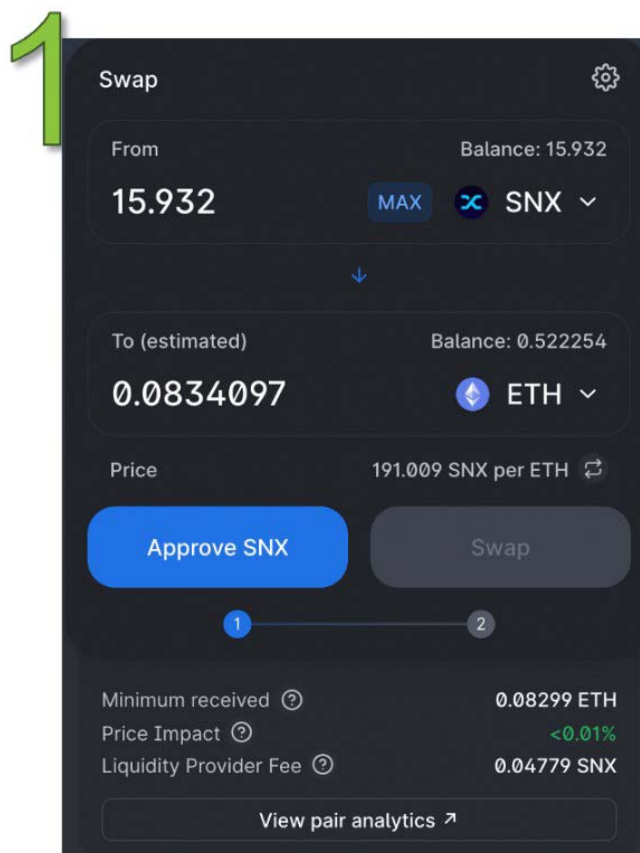 1
Swap
From Balance: 15.932
15.932 MAX SNX
To (estimated) Balance: 0.522254
0.0834097 ETH
Price 191.009 SNX per ETH
Approve SNX Swap
1 2
Minimum received ? 0.08299 ETH
Price Impact ? <0.01%
Liquidity Provider Fee ? 0.04779 SNX
View pair analytics ↗